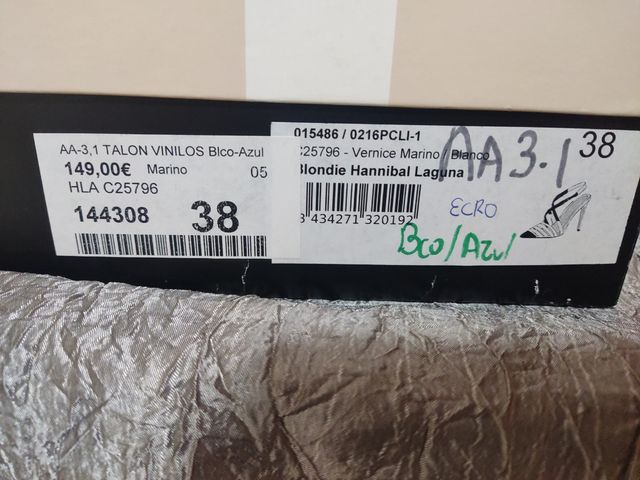 AA-3,1 TALON VINILOS Blco-Azul
149,00€ Marino 05
HLA C25796
144308 38
015486 / 0216PCLI-1
AA3-1 38
C25796 - Vernice Marino / Blanco
Blondie Hannibal Laguna
8 434271 320192
ECRO
Bco/Azul